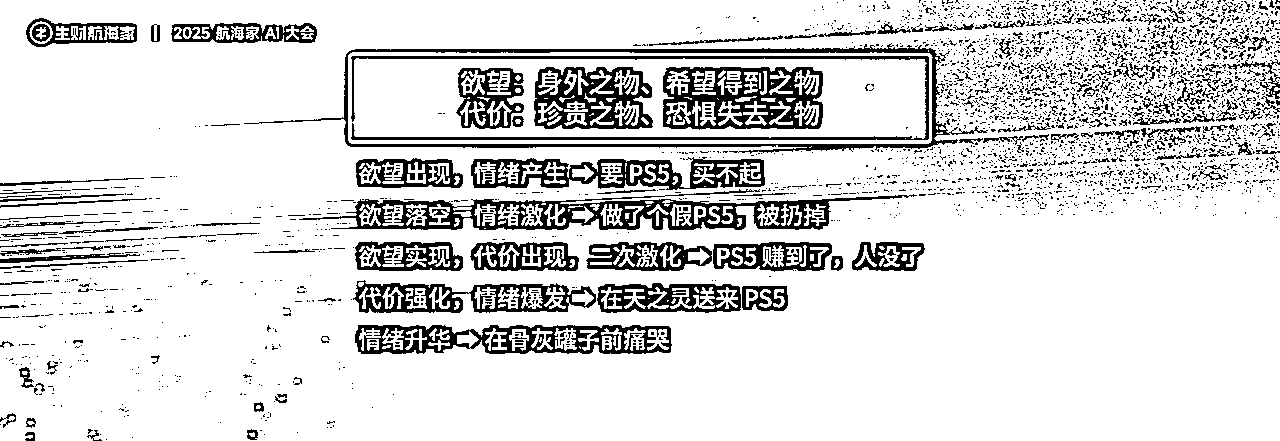 生财航海家 | 2025 航海家 AI 大会
欲望：身外之物、希望得到之物
代价：珍贵之物、恐惧失去之物
欲望出现，情绪产生->要 PS5，买不起
欲望落空，情绪激化->做了个假PS5，被扔掉
欲望实现，代价出现，二次激化->PS5 赚到了，人没了
代价强化，情绪爆发->在天之灵送来 PS5
情绪升华->在骨灰罐子前痛哭